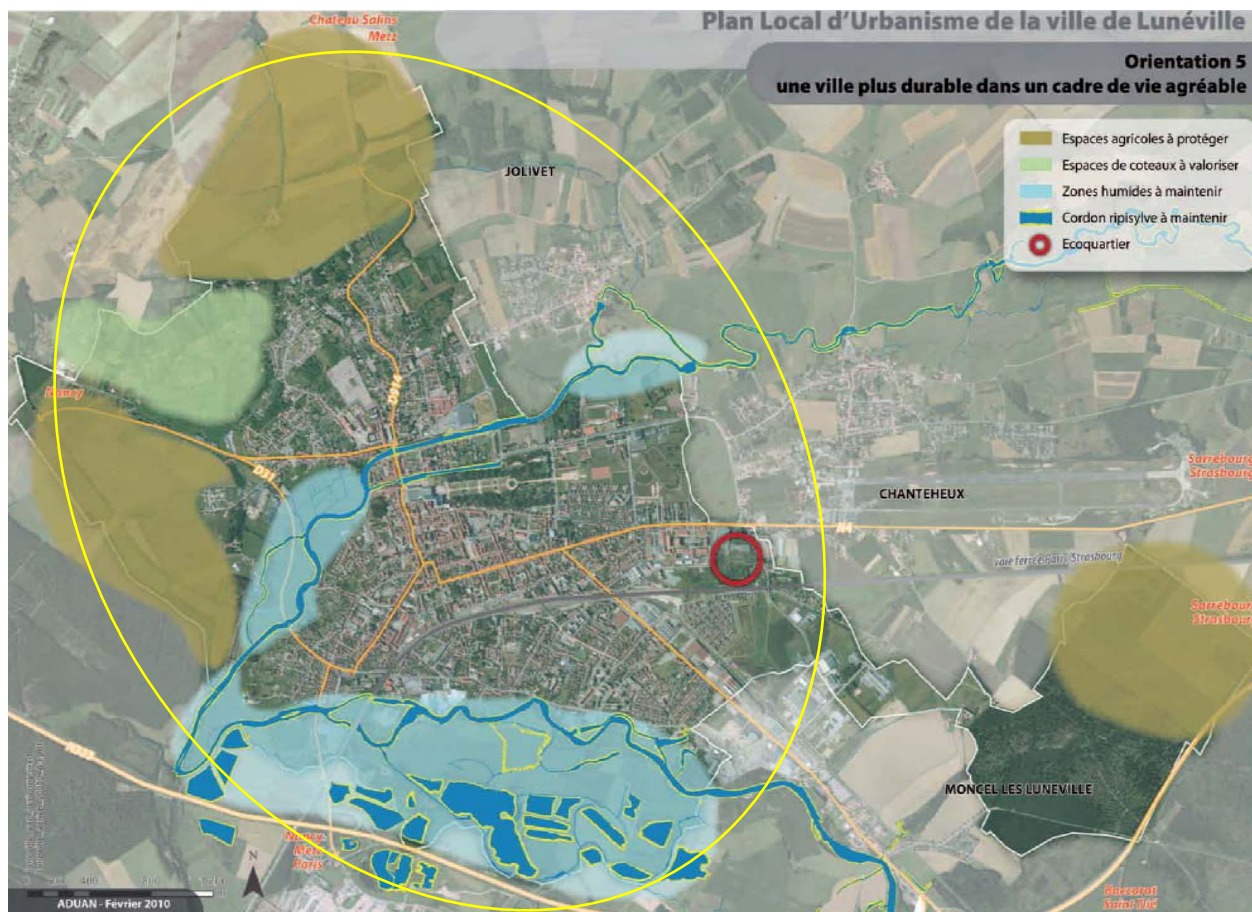 Chateau Salins
Metz
Plan Local d'Urbanisme de la ville de Lunéville
Orientation 5
une ville plus durable dans un cadre de vie agréable
Espaces agricoles à protéger
Espaces de coteaux à valoriser
Zones humides à maintenir
Cordon ripisylve à maintenir
Ecoquartier
JOLIVET
Nancy
D914
D31
Sarrebourg
Strasbourg
CHANTEHEUX
N4
voie ferrée Paris Strasbourg
Sarrebourg
Strasbourg
N333
MONCEL LES LUNEVILLE
Nancy
Metz
Paris
N
Baccarat
Saint Dié
ADUAN - Février 2010